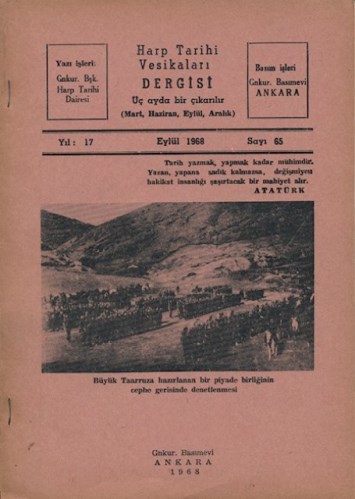 Yazı işleri:
Gnkur. Bşk.
Harp Tarihi
Dairesi
Harp Tarihi
Vesikaları
DERGİSİ
Üç ayda bir çıkarılır
(Mart, Haziran, Eylül, Aralık)
Basım işleri
Gnkur. Basımevi
ANKARA
Yıl: 17 Eylül 1968 Sayı 65
Tarih yazmak, yapmak kadar mühimdir.
Yazan, yapana sadık kalmazsa, değişmiyen
hakikat insanlığı şaşırtacak bir mahiyet alır.
ATATÜRK
Büyük Taarruza hazırlanan bir piyade birliğinin
cephe gerisinde denetlenmesi
Gnkur. Basımevi
ANKARA
1968